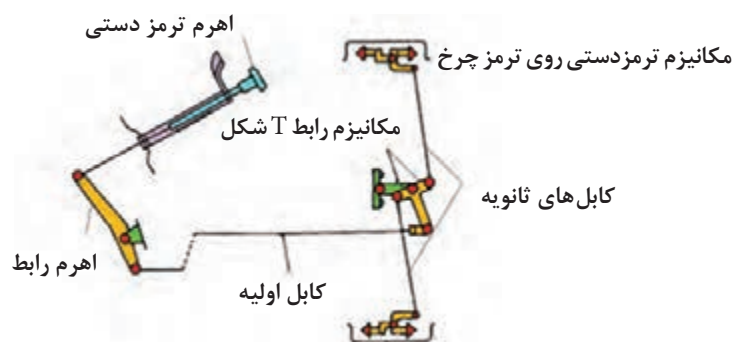 اهرم ترمز دستی
مکانیزم ترمزدستی روی ترمز چرخ
مکانیزم رابط T شکل
کابل‌های ثانویه
اهرم رابط
کابل اولیه